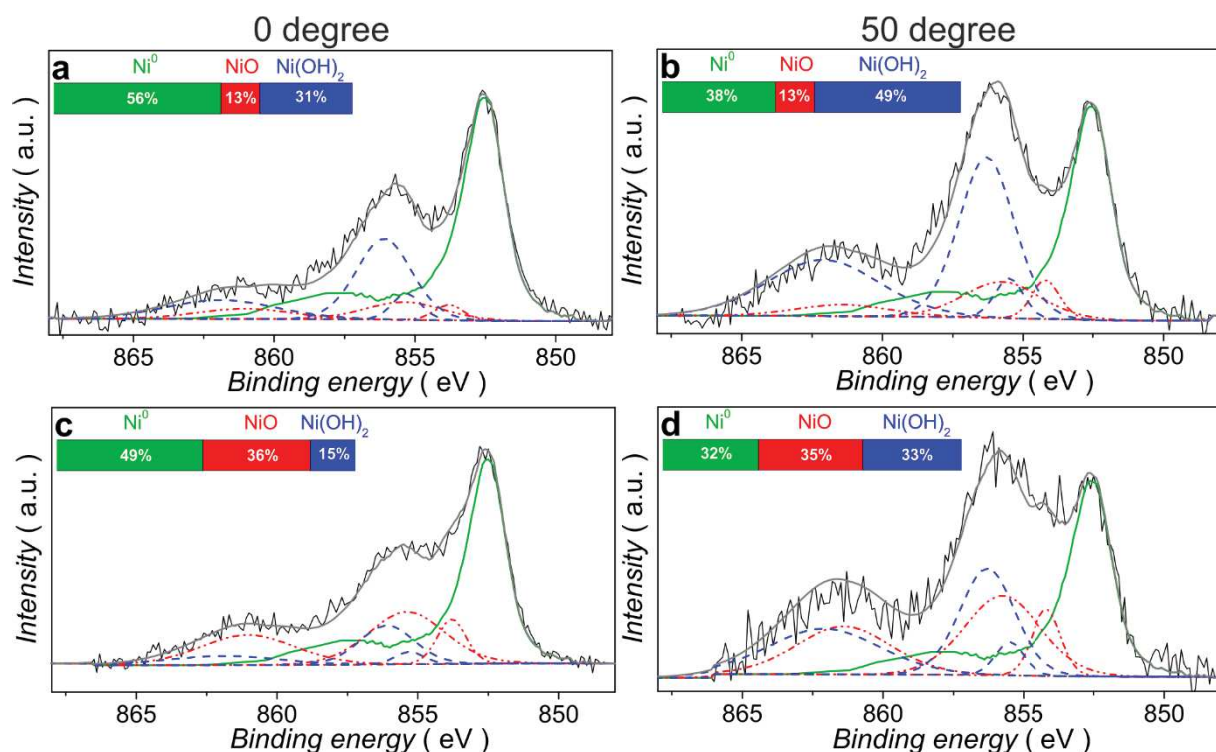 0 degree
50 degree
a
Ni⁰ NiO Ni(OH)₂
56% 13% 31%
Intensity ( a.u. )
865 860 855 850
Binding energy ( eV )
b
Ni⁰ NiO Ni(OH)₂
38% 13% 49%
Intensity ( a.u. )
865 860 855 850
Binding energy ( eV )
c
Ni⁰ NiO Ni(OH)₂
49% 36% 15%
Intensity ( a.u. )
865 860 855 850
Binding energy ( eV )
d
Ni⁰ NiO Ni(OH)₂
32% 35% 33%
Intensity ( a.u. )
865 860 855 850
Binding energy ( eV )